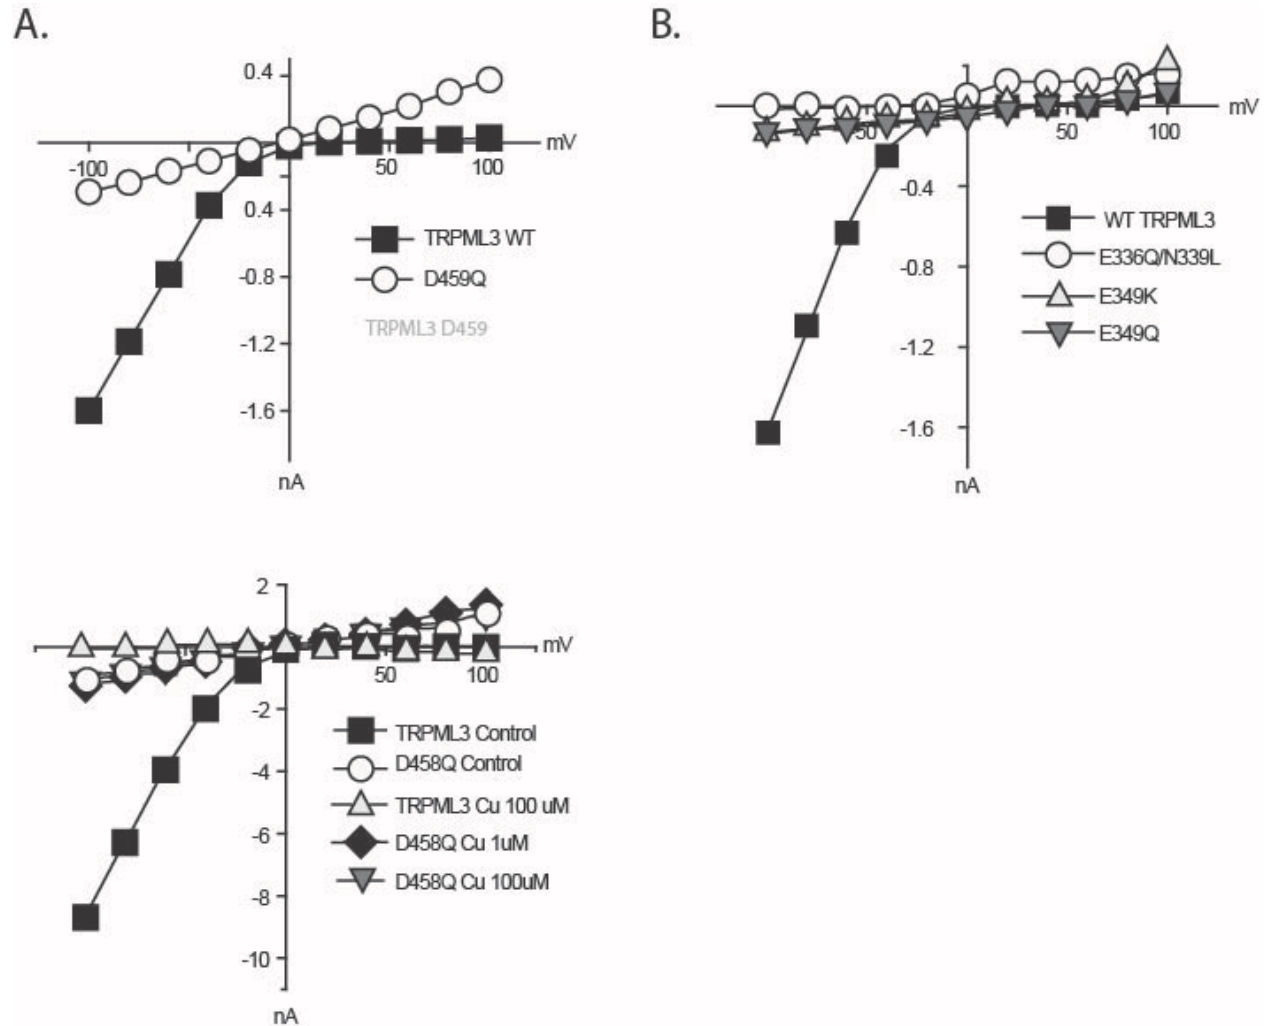 A.
0.4
mV
-100
50
100
0.4
-0.8
-1.2
-1.6
nA
TRPML3 WT
D459Q
TRPML3 D459
B.
mV
50
50
100
-0.4
-0.8
-1.2
-1.6
nA
WT TRPML3
E336Q/N339L
E349K
E349Q
2
mV
50
100
-2
-4
-6
-8
-10
nA
TRPML3 Control
D458Q Control
TRPML3 Cu 100 uM
D458Q Cu 1uM
D458Q Cu 100uM